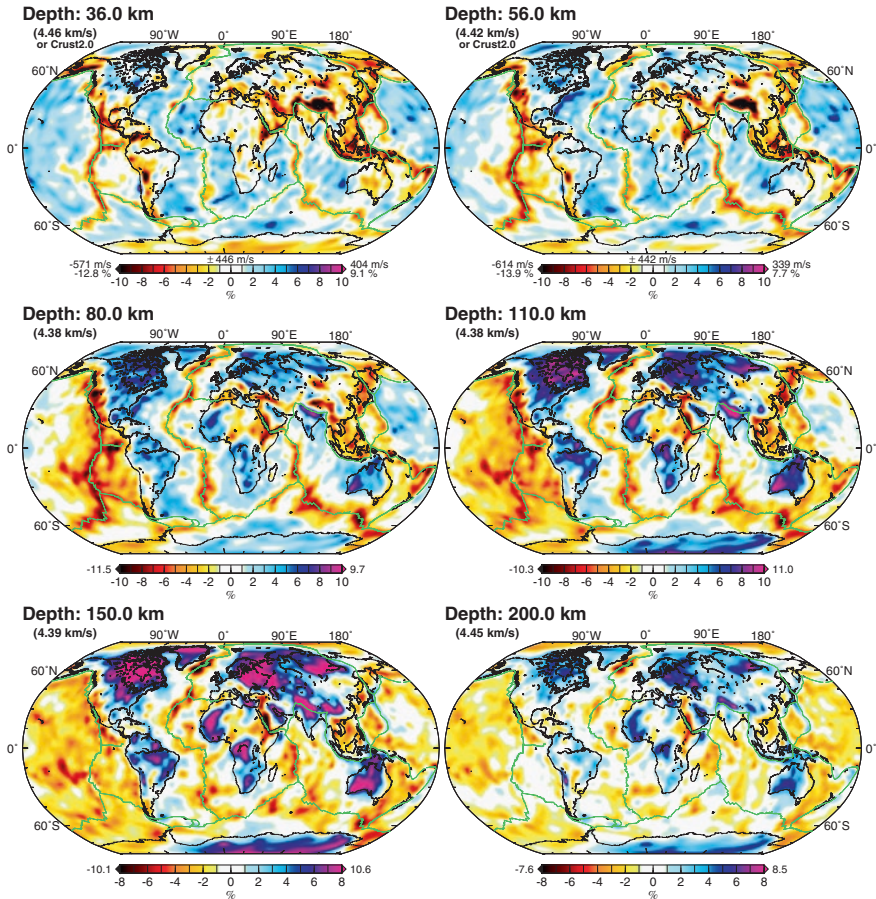 Depth: 36.0 km
(4.46 km/s)
or Crust2.0
90˚W 0˚ 90˚E 180˚
60˚N
0˚
60˚S
-571 m/s
-12.8 %
± 446 m/s
404 m/s
9.1 %
-10 -8 -6 -4 -2 0 2 4 6 8 10
%
Depth: 56.0 km
(4.42 km/s)
or Crust2.0
90˚W 0˚ 90˚E 180˚
60˚N
0˚
60˚S
-614 m/s
-13.9 %
± 442 m/s
339 m/s
7.7 %
-10 -8 -6 -4 -2 0 2 4 6 8 10
%
Depth: 80.0 km
(4.38 km/s)
90˚W 0˚ 90˚E 180˚
60˚N
0˚
60˚S
-11.5 9.7
-10 -8 -6 -4 -2 0 2 4 6 8 10
%
Depth: 110.0 km
(4.38 km/s)
90˚W 0˚ 90˚E 180˚
60˚N
0˚
60˚S
-10.3 11.0
-10 -8 -6 -4 -2 0 2 4 6 8 10
%
Depth: 150.0 km
(4.39 km/s)
90˚W 0˚ 90˚E 180˚
60˚N
0˚
60˚S
-10.1 10.6
-8 -6 -4 -2 0 2 4 6 8
%
Depth: 200.0 km
(4.45 km/s)
90˚W 0˚ 90˚E 180˚
60˚N
0˚
60˚S
-7.6 8.5
-8 -6 -4 -2 0 2 4 6 8
%